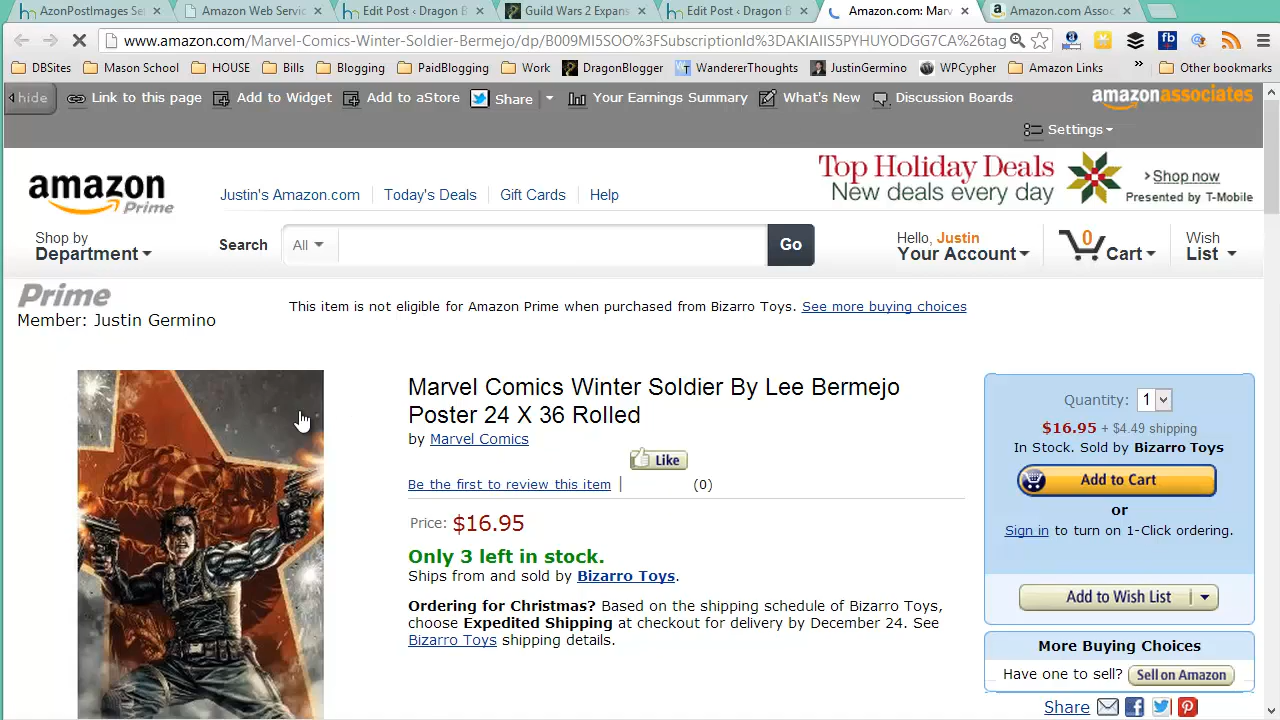 AzonPostImages Se
Amazon Web Servic
Edit Post ‹ Dragon B
Guild Wars 2 Expans
Edit Post ‹ Dragon B
Amazon.com: Marv
Amazon.com Assoc
www.amazon.com/Marvel-Comics-Winter-Soldier-Bermejo/dp/B009MI5SOO%3FSubscriptionId%3DAKIAIIS5PYHUYODGG7CA%26tag
DBSites Mason School HOUSE Bills Blogging PaidBlogging Work DragonBlogger WandererThoughts JustinGermino WPCypher Amazon Links » Other bookmarks
hide Link to this page Add to Widget Add to aStore Share Your Earnings Summary What's New Discussion Boards amazonassociates
Settings
Top Holiday Deals
New deals every day
Shop now
Presented by T-Mobile
amazon
Prime
Justin's Amazon.com Today's Deals Gift Cards Help
Shop by
Department
Search All Go
Hello, Justin
Your Account
0
Cart
Wish
List
Prime
Member: Justin Germino
This item is not eligible for Amazon Prime when purchased from Bizarro Toys. See more buying choices
Marvel Comics Winter Soldier By Lee Bermejo
Poster 24 X 36 Rolled
by Marvel Comics
Like
Be the first to review this item | (0)
Price: $16.95
Only 3 left in stock.
Ships from and sold by Bizarro Toys.
Ordering for Christmas? Based on the shipping schedule of Bizarro Toys,
choose Expedited Shipping at checkout for delivery by December 24. See
Bizarro Toys shipping details.
Quantity: 1
$16.95 + $4.49 shipping
In Stock. Sold by Bizarro Toys
Add to Cart
or
Sign in to turn on 1-Click ordering.
Add to Wish List
More Buying Choices
Have one to sell? Sell on Amazon
Share